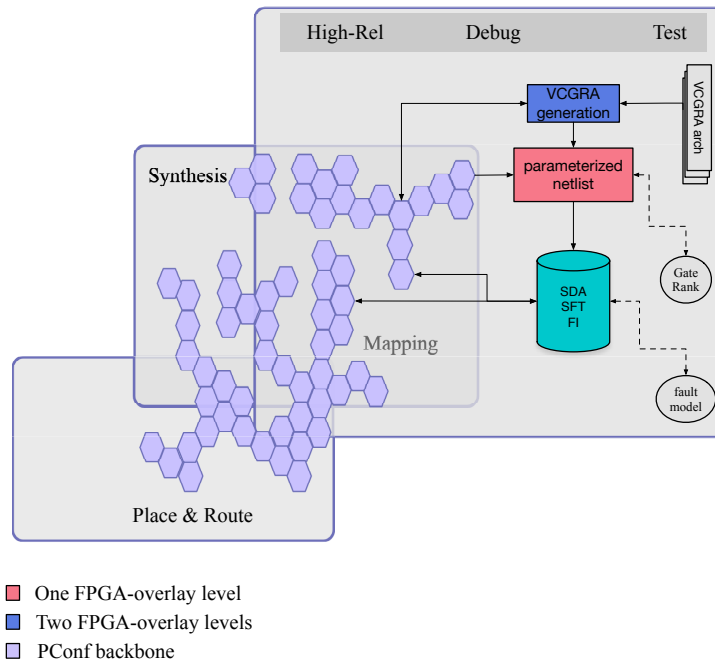 High-Rel Debug Test
VCGRA
generation
VCGRA arch
Synthesis
parameterized
netlist
Gate
Rank
SDA
SFT
FI
Mapping
fault
model
Place & Route
One FPGA-overlay level
Two FPGA-overlay levels
PConf backbone